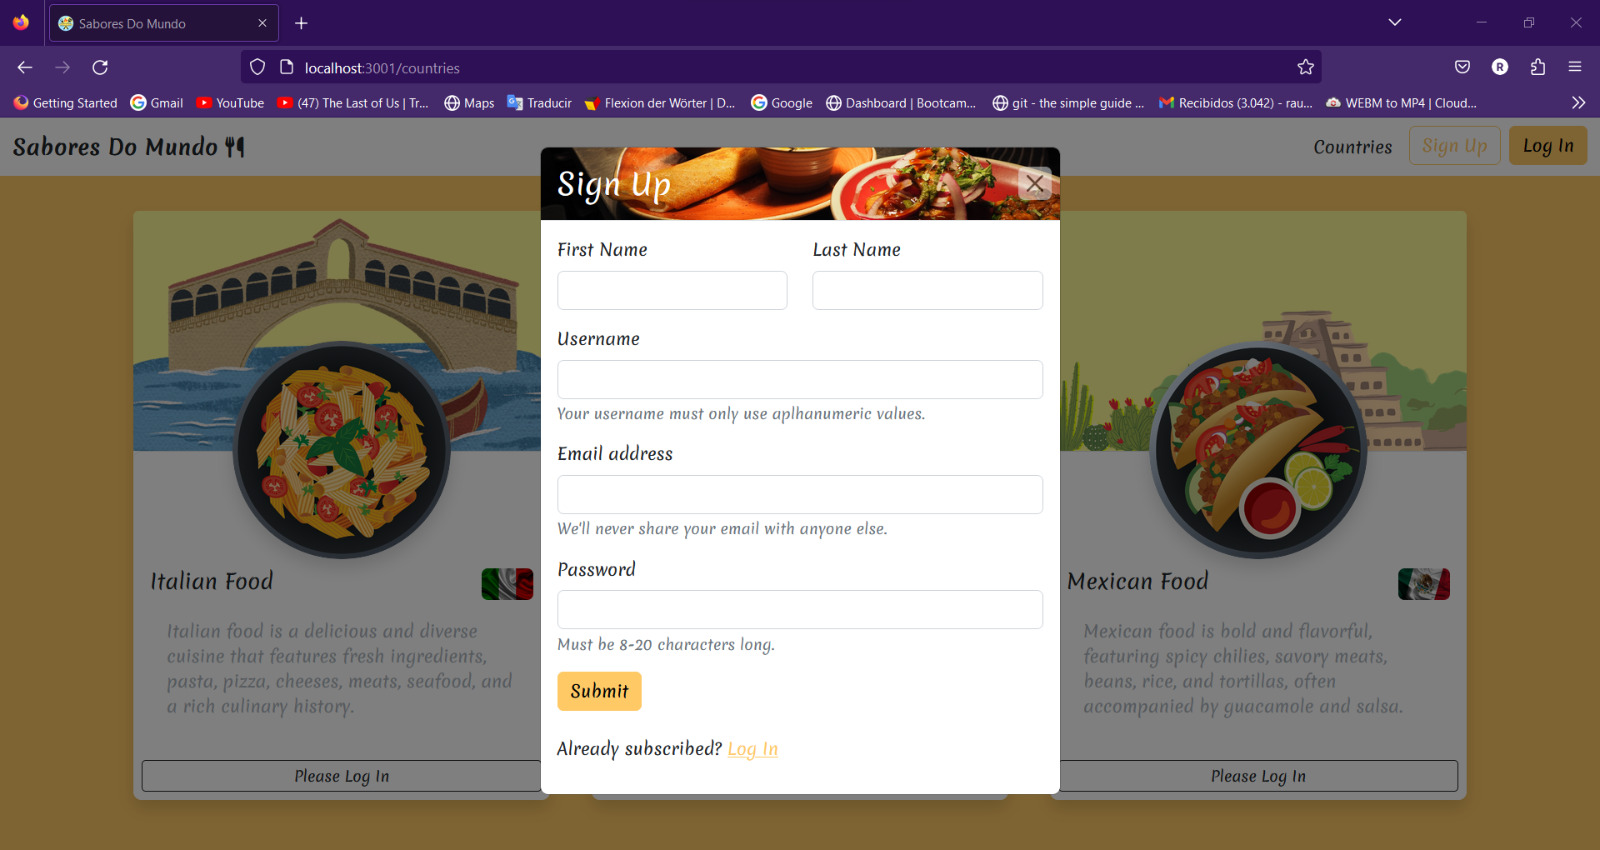 Sabores Do Mundo
localhost:3001/countries
Getting Started Gmail YouTube (47) The Last of Us | Tr... Maps Traducir Flexion der Wörter | D... Google Dashboard | Bootcam... git - the simple guide ... Recibidos (3.042) - rau... WEBM to MP4 | Cloud...
Sabores Do Mundo Countries Sign Up Log In
Sign Up
First Name Last Name
Username
Your username must only use aplhanumeric values.
Email address
We'll never share your email with anyone else.
Password
Must be 8-20 characters long.
Submit
Already subscribed? Log In
Italian Food
Italian food is a delicious and diverse
cuisine that features fresh ingredients,
pasta, pizza, cheeses, meats, seafood, and
a rich culinary history.
Please Log In
Mexican Food
Mexican food is bold and flavorful,
featuring spicy chilies, savory meats,
beans, rice, and tortillas, often
accompanied by guacamole and salsa.
Please Log In
R